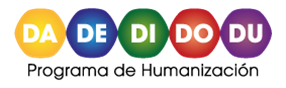 DA DE DI DO DU
Programa de Humanización